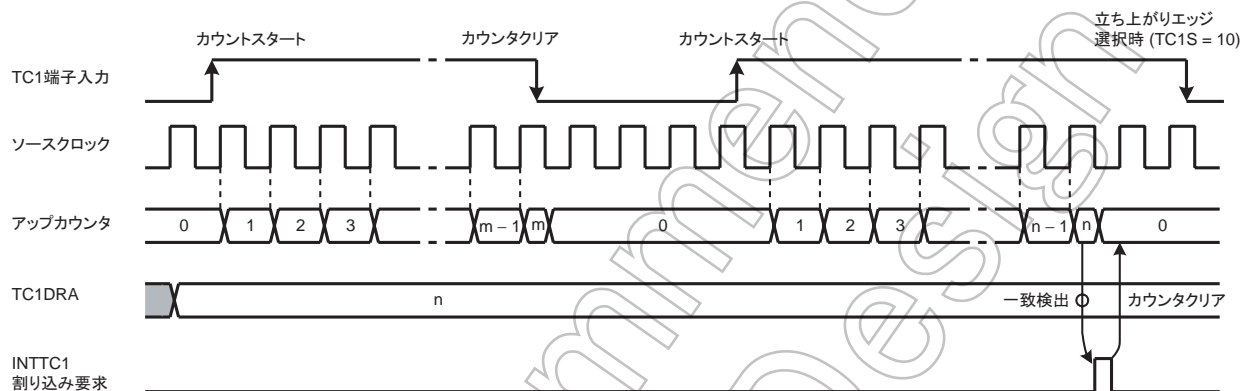 立ち上がりエッジ
選択時 (TC1S = 10)
カウントスタート カウンタクリア カウントスタート
TC1端子入力
ソースクロック
アップカウンタ 0 1 2 3 m – 1 m 0 1 2 3 n – 1 n 0
TC1DRA n 一致検出 カウンタクリア
INTTC1
割り込み要求